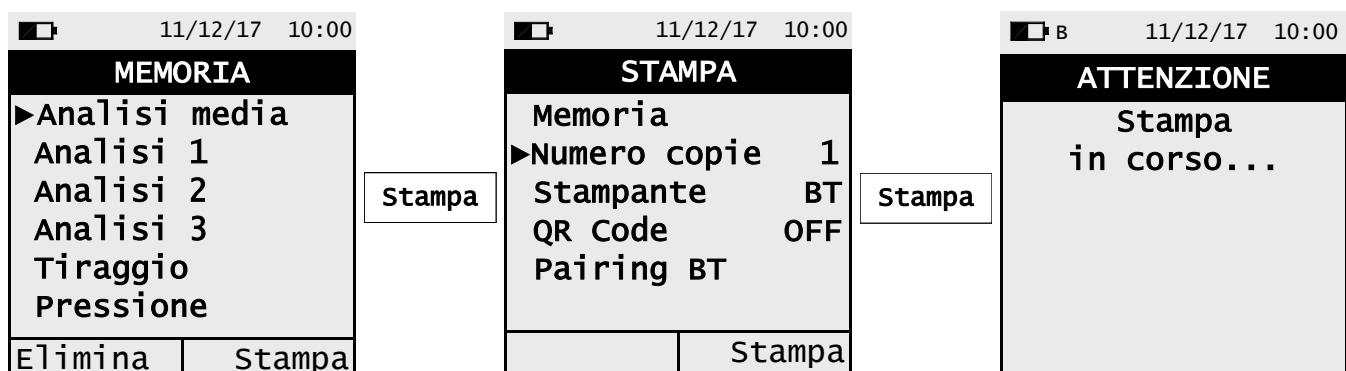 11/12/17 10:00
MEMORIA
▶Analisi media
Analisi 1
Analisi 2
Analisi 3
Tiraggio
Pressione
Elimina Stampa
Stampa
11/12/17 10:00
STAMPA
Memoria
▶Numero copie 1
Stampante BT
QR Code OFF
Pairing BT
Stampa
Stampa
B 11/12/17 10:00
ATTENZIONE
Stampa
in corso...